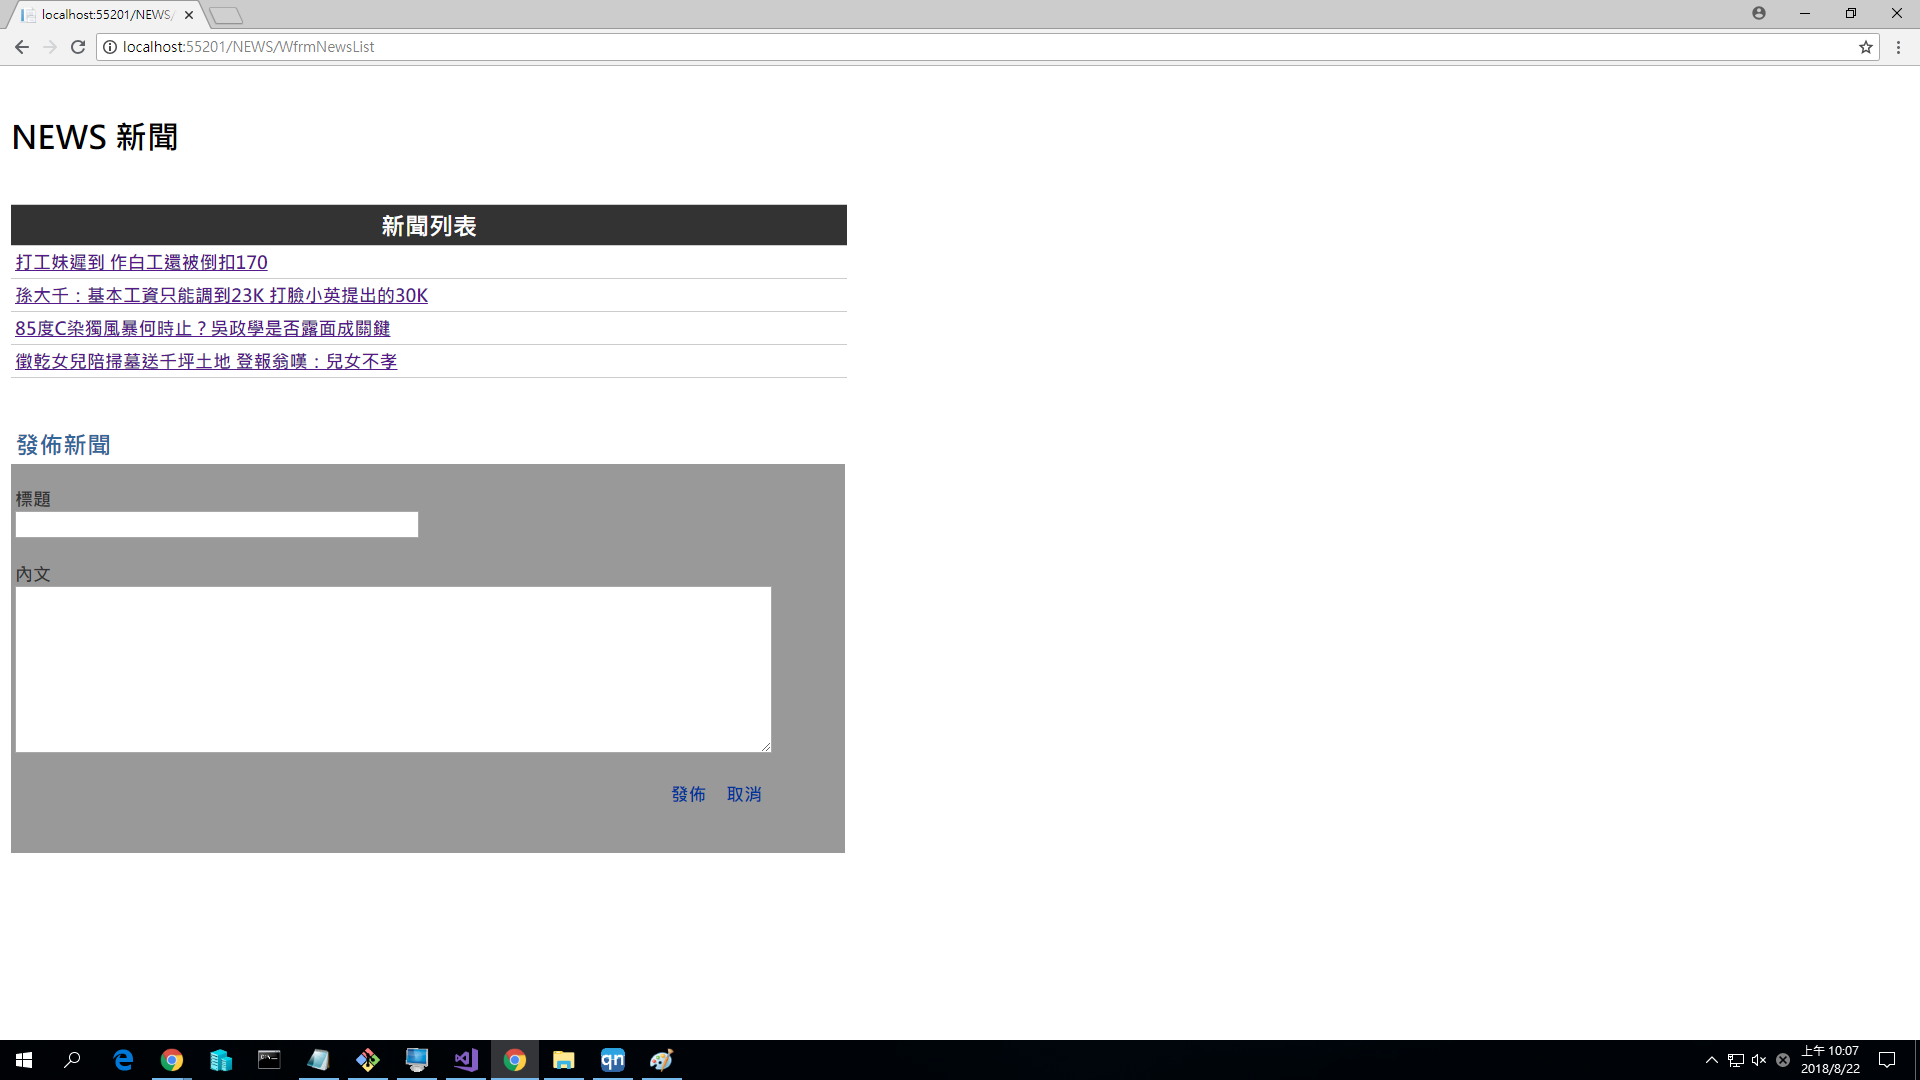 localhost:55201/NEWS/
localhost:55201/NEWS/WfrmNewsList
NEWS 新聞
新聞列表
打工妹遲到 作白工還被倒扣170
孫大千：基本工資只能調到23K 打臉小英提出的30K
85度C染獨風暴何時止？吳政學是否露面成關鍵
徵乾女兒陪掃墓送千坪土地 登報翁嘆：兒女不孝
發佈新聞
標題
內文
發佈 取消
qn
上午 10:07
2018/8/22